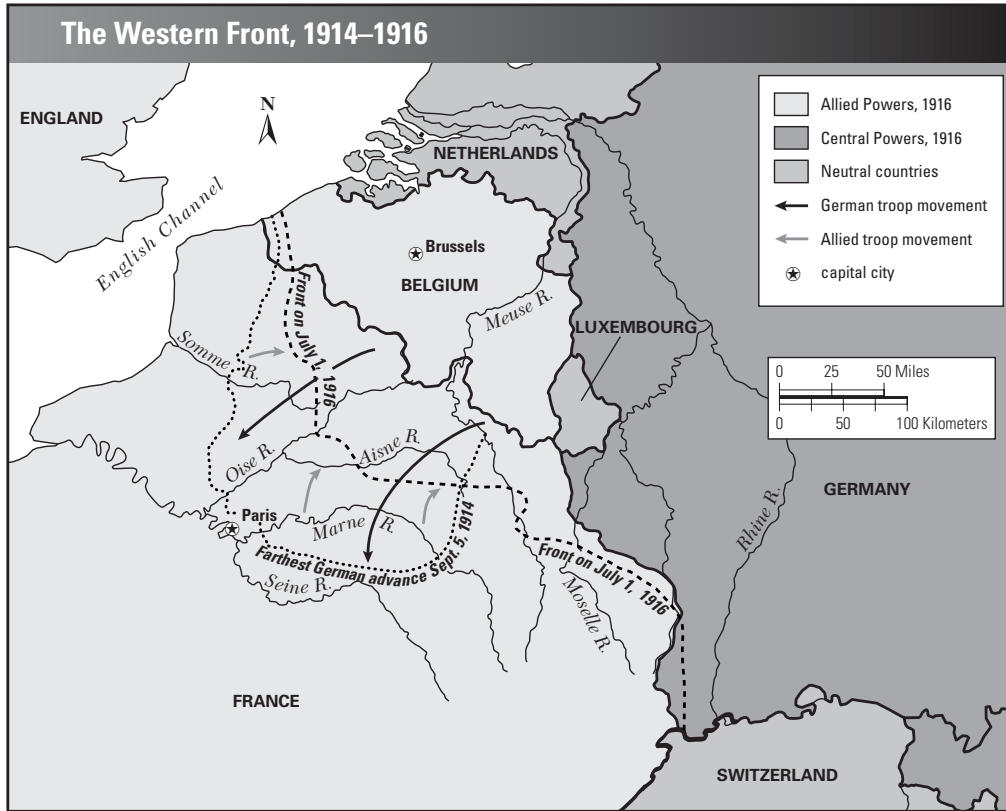 The Western Front, 1914–1916
ENGLAND
N
NETHERLANDS
English Channel
Brussels
BELGIUM
Meuse R.
LUXEMBOURG
Front on July 1, 1916
Somme R.
Oise R.
Aisne R.
Paris
Marne R.
Farthest German advance Sept. 5, 1914
Seine R.
Front on July 1, 1916
Moselle R.
Rhine R.
GERMANY
FRANCE
SWITZERLAND
Allied Powers, 1916
Central Powers, 1916
Neutral countries
German troop movement
Allied troop movement
capital city
0 25 50 Miles
0 50 100 Kilometers